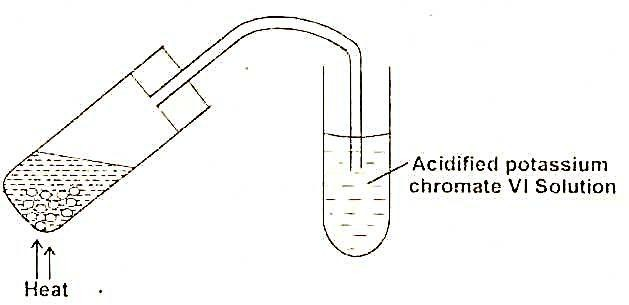 Acidified potassium
chromate VI Solution
Heat